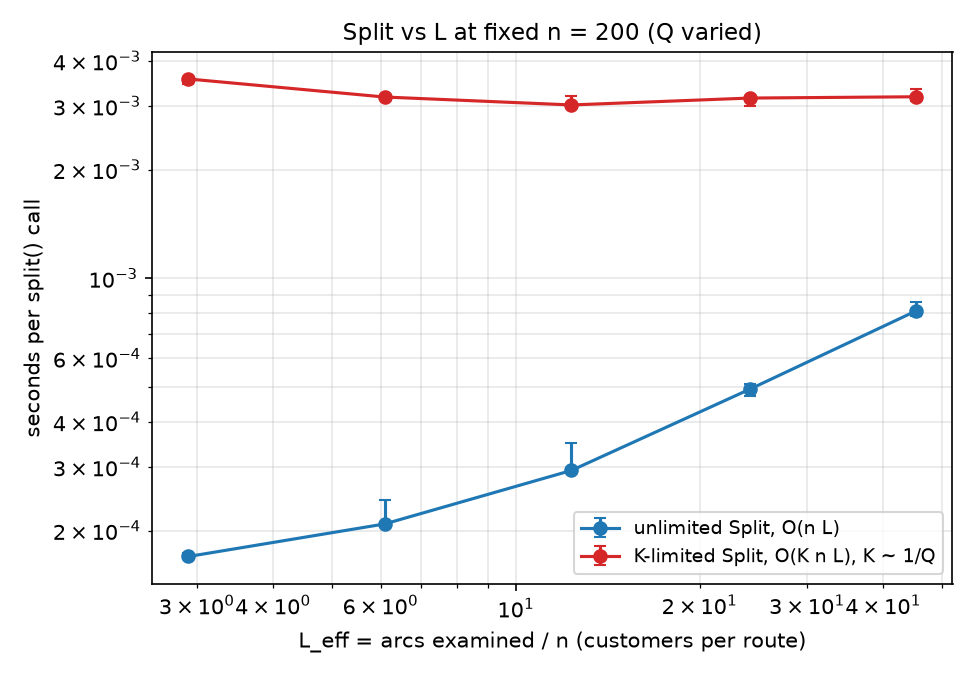 Split vs L at fixed n = 200 (Q varied)
4 × 10⁻³
3 × 10⁻³
2 × 10⁻³
10⁻³
6 × 10⁻⁴
4 × 10⁻⁴
3 × 10⁻⁴
2 × 10⁻⁴
seconds per split() call
unlimited Split, O(n L)
K-limited Split, O(K n L), K ~ 1/Q
3 × 10⁰ 4 × 10⁰ 6 × 10⁰ 10¹ 2 × 10¹ 3 × 10¹ 4 × 10¹
L_eff = arcs examined / n (customers per route)